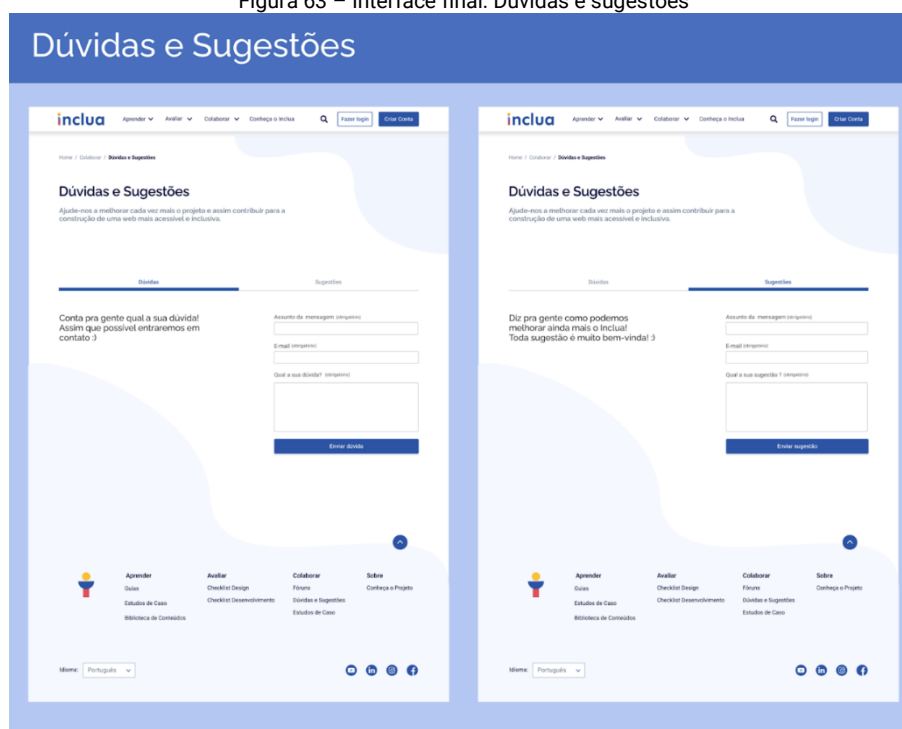 Figura 63 – Interface final: Dúvidas e sugestões
Dúvidas e Sugestões
inclua Aprender Avaliar Colaborar Conheça o Inclua Fazer login Criar Conta
Home / Colaborar / Dúvidas e Sugestões
Dúvidas e Sugestões
Ajude-nos a melhorar cada vez mais o projeto e assim contribuir para a
construção de uma web mais acessível e inclusiva.
Dúvidas Sugestões
Conta pra gente qual a sua dúvida!
Assim que possível entraremos em
contato :)
Assunto da mensagem (obrigatório)
E-mail (obrigatório)
Qual a sua dúvida? (obrigatório)
Enviar dúvida
Aprender
Guias
Estudos de Caso
Biblioteca de Conteúdos
Avaliar
Checklist Design
Checklist Desenvolvimento
Colaborar
Fóruns
Dúvidas e Sugestões
Estudos de Caso
Sobre
Conheça o Projeto
Idioma: Português
inclua Aprender Avaliar Colaborar Conheça o Inclua Fazer login Criar Conta
Home / Colaborar / Dúvidas e Sugestões
Dúvidas e Sugestões
Ajude-nos a melhorar cada vez mais o projeto e assim contribuir para a
construção de uma web mais acessível e inclusiva.
Dúvidas Sugestões
Diz pra gente como podemos
melhorar ainda mais o Inclua!
Toda sugestão é muito bem-vinda! :)
Assunto da mensagem (obrigatório)
E-mail (obrigatório)
Qual a sua sugestão ? (obrigatório)
Enviar sugestão
Aprender
Guias
Estudos de Caso
Biblioteca de Conteúdos
Avaliar
Checklist Design
Checklist Desenvolvimento
Colaborar
Fóruns
Dúvidas e Sugestões
Estudos de Caso
Sobre
Conheça o Projeto
Idioma: Português